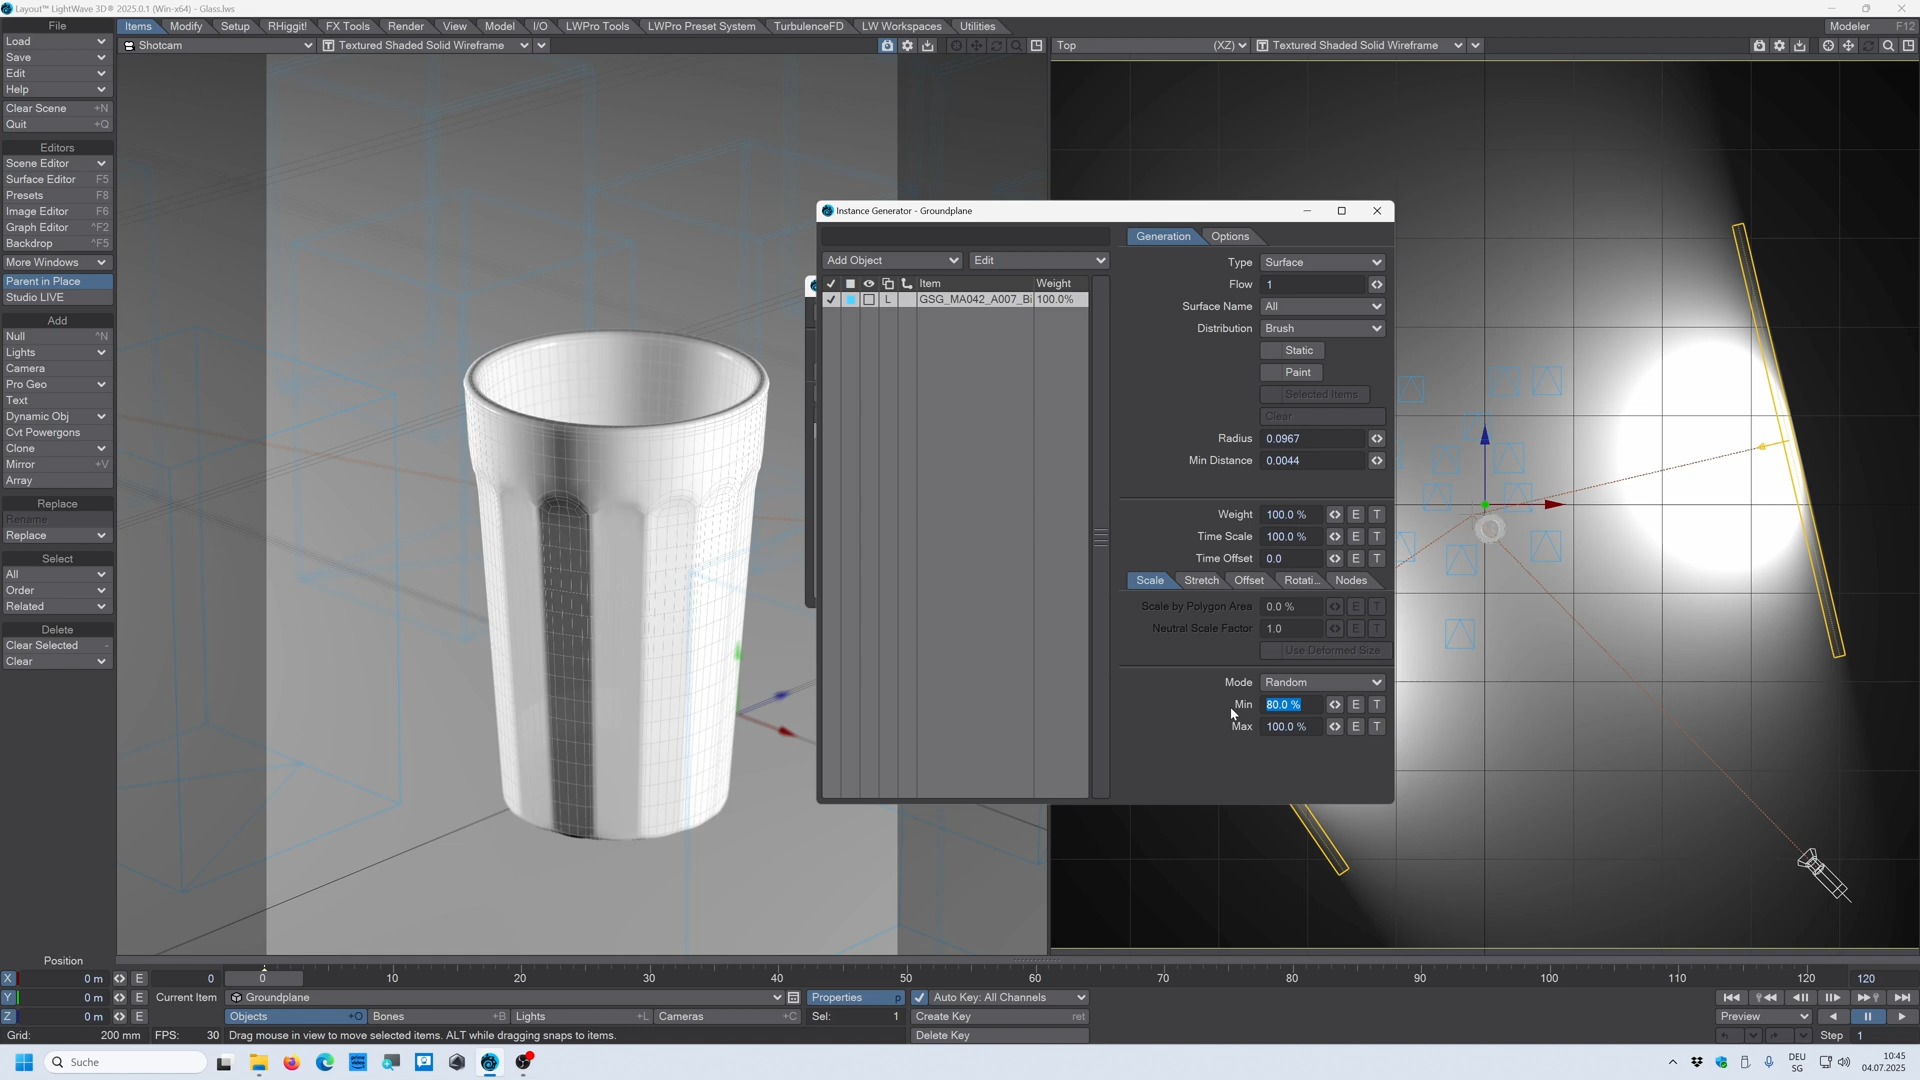 Layout™ LightWave 3D® 2025.0.1 (Win-x64) - Glass.lws
File
Items Modify Setup RHiggit! FX Tools Render View Model I/O LWPro Tools LWPro Preset System TurbulenceFD LW Workspaces Utilities
Modeler F12
Shotcam Textured Shaded Solid Wireframe
Top (XZ) Textured Shaded Solid Wireframe
Load
Save
Edit
Help
Clear Scene +N
Quit +Q
Editors
Scene Editor
Surface Editor F5
Presets F8
Image Editor F6
Graph Editor ^F2
Backdrop ^F5
More Windows
Parent in Place
Studio LIVE
Add
Null ^N
Lights
Camera
Pro Geo
Text
Dynamic Obj
Cvt Powergons
Clone
Mirror +V
Array
Replace
Rename
Replace
Select
All
Order
Related
Delete
Clear Selected -
Clear
Instance Generator - Groundplane
Add Object Edit
Item Weight
L GSG_MA042_A007_Bi 100.0%
Generation Options
Type Surface
Flow 1
Surface Name All
Distribution Brush
Static
Paint
Selected Items
Clear
Radius 0.0967
Min Distance 0.0044
Weight 100.0 % E T
Time Scale 100.0 % E T
Time Offset 0.0 E T
Scale Stretch Offset Rotati... Nodes
Scale by Polygon Area 0.0 % E T
Neutral Scale Factor 1.0 E T
Use Deformed Size
Mode Random
Min 80.0 % E T
Max 100.0 % E T
Position
X 0 m E 0
0 10 20 30 40 50 60 70 80 90 100 110 120 120
Y 0 m E Current Item Groundplane Properties p Auto Key: All Channels
Z 0 m E Objects +O Bones +B Lights +L Cameras +C Sel: 1 Create Key ret Preview
Grid: 200 mm FPS: 30 Drag mouse in view to move selected items. ALT while dragging snaps to items. Delete Key Step 1
Suche
DEU
SG
10:45
04.07.2025